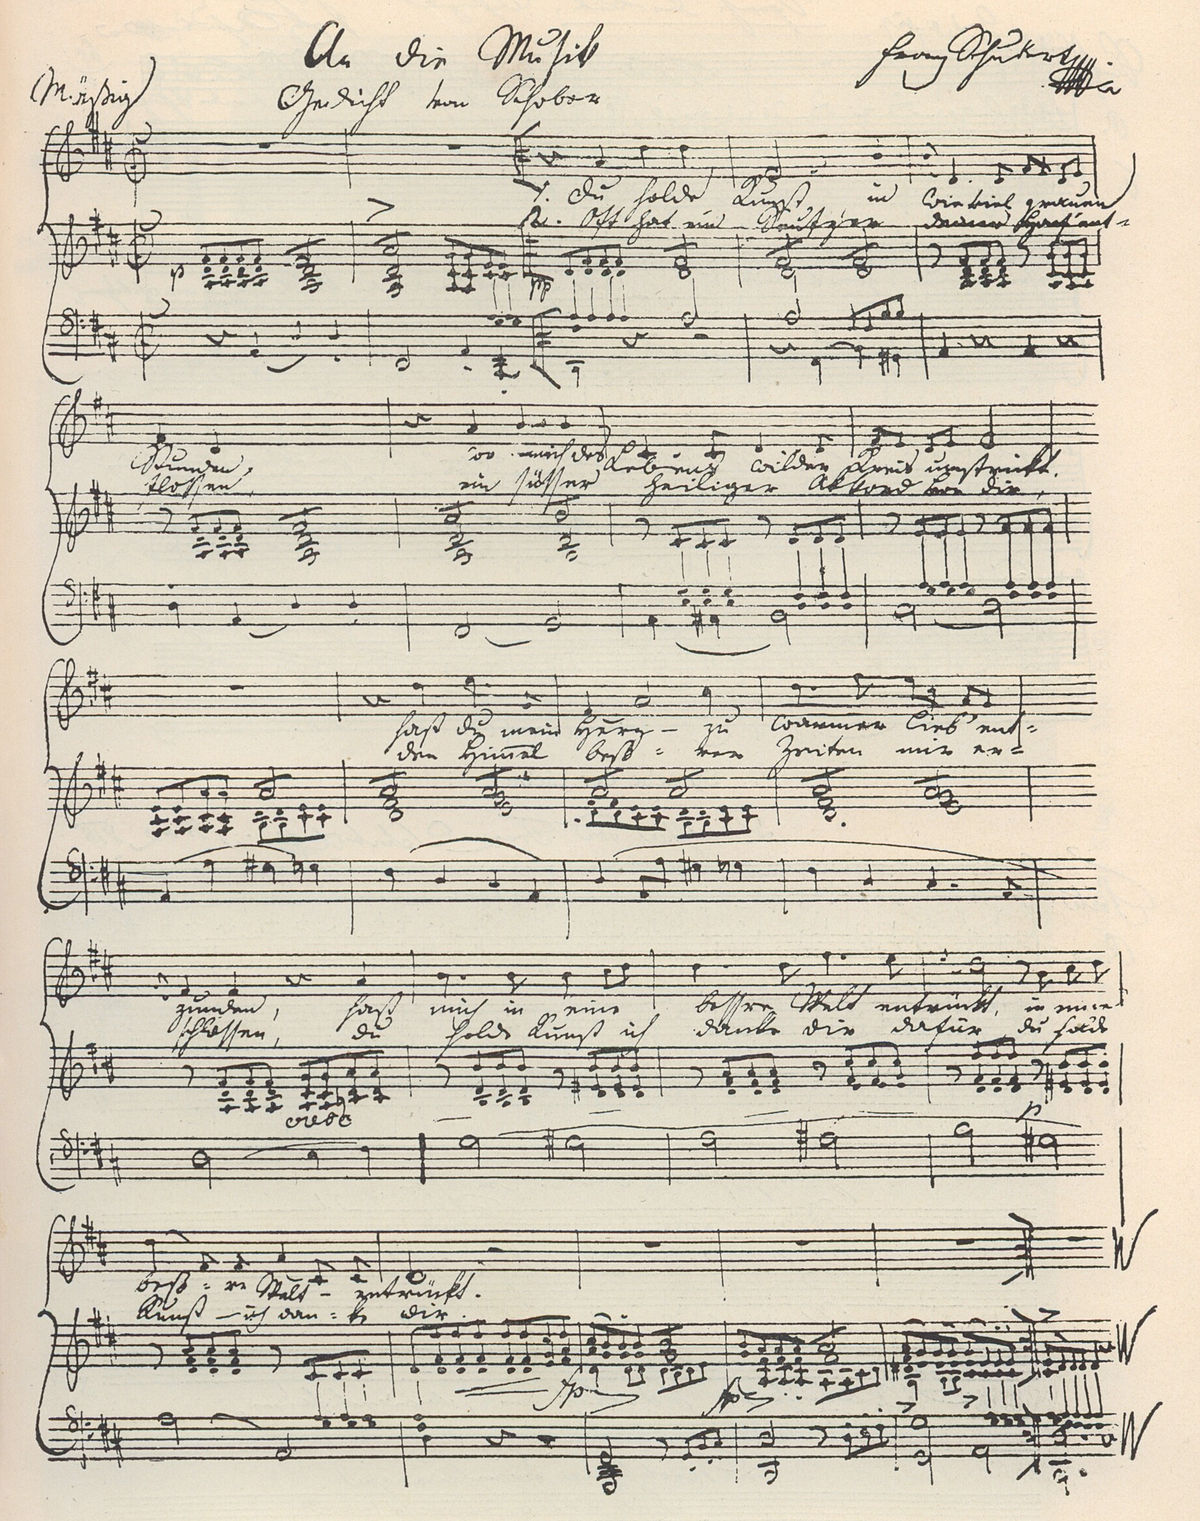 An die Musik
Franz Schubert
Mäßig
Gedicht von Schober
1. Du holde Kunst, in wieviel grauen
2. Oft hat ein Seufzer deiner Harf ent-
p
pp
Stunden,
wo mich des Lebens wilder Kreis umstrickt.
flossen,
ein süsser heiliger Akkord von dir,
hast du mein Herz - zu warmer Lieb' ent-
den Himmel beß - rer Zeiten mir er-
zunden, hast mich in eine bessre Welt entrückt, in eine
schlossen, du holde Kunst ich danke dir dafür, du holde
cresc
p
beß - re Welt - entrückt.
Kunst - ich dan - ke dir.
fp
fp